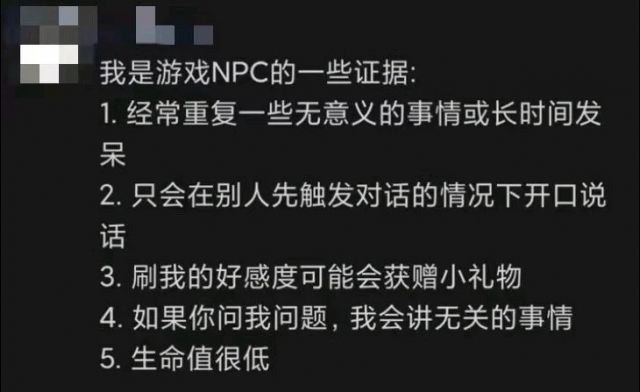 我是游戏NPC的一些证据:
1. 经常重复一些无意义的事情或长时间发
呆
2. 只会在别人先触发对话的情况下开口说
话
3. 刷我的好感度可能会获赠小礼物
4. 如果你问我问题, 我会讲无关的事情
5. 生命值很低